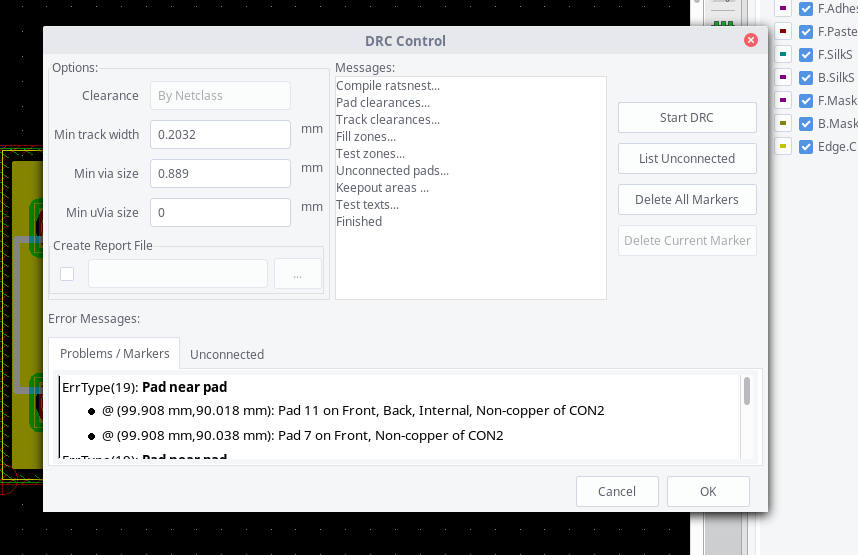 DRC Control
Options:
Clearance By Netclass
Min track width 0.2032 mm
Min via size 0.889 mm
Min uVia size 0 mm
Create Report File
...
Messages:
Compile ratsnest...
Pad clearances...
Track clearances...
Fill zones...
Test zones...
Unconnected pads...
Keepout areas ...
Test texts...
Finished
Start DRC
List Unconnected
Delete All Markers
Delete Current Marker
Error Messages:
Problems / Markers Unconnected
ErrType(19): Pad near pad
@ (99.908 mm,90.018 mm): Pad 11 on Front, Back, Internal, Non-copper of CON2
@ (99.908 mm,90.038 mm): Pad 7 on Front, Non-copper of CON2
ErrType(19): Pad near pad
Cancel OK
F.Adhes
F.Paste
F.SilkS
B.SilkS
F.Mask
B.Mask
Edge.C